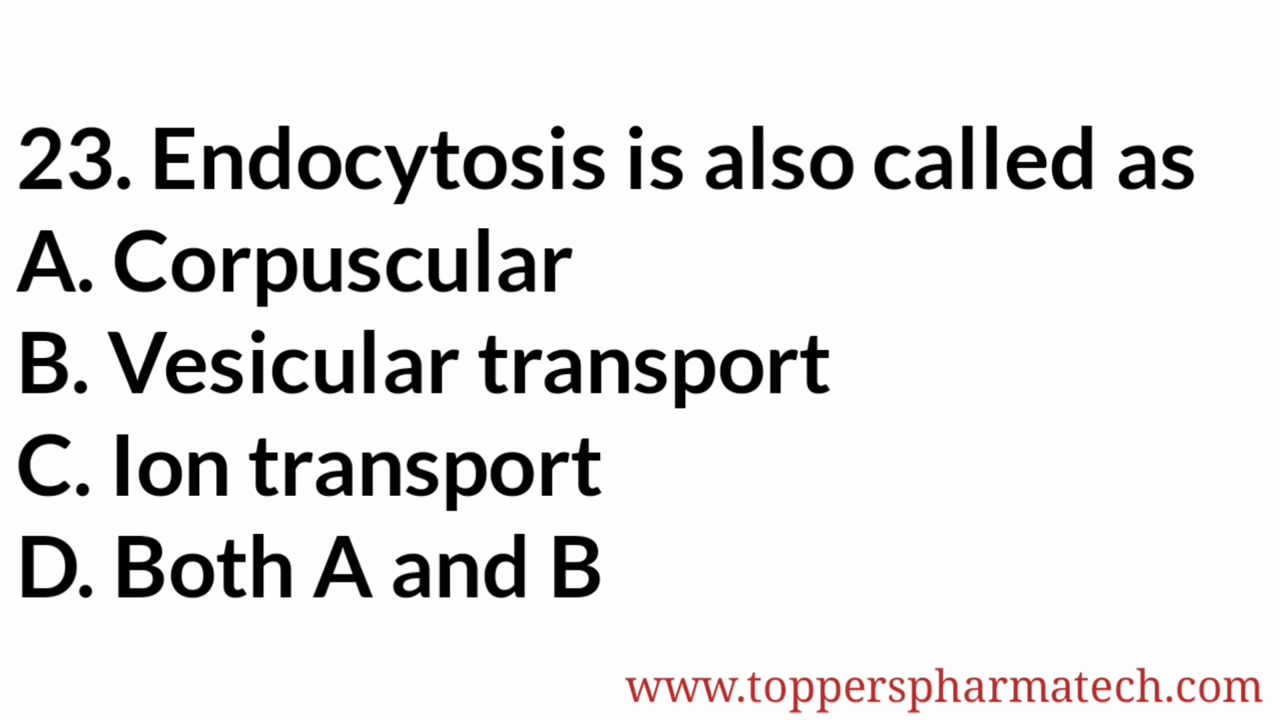 23. Endocytosis is also called as
A. Corpuscular
B. Vesicular transport
C. Ion transport
D. Both A and B
www.topperspharmatech.com